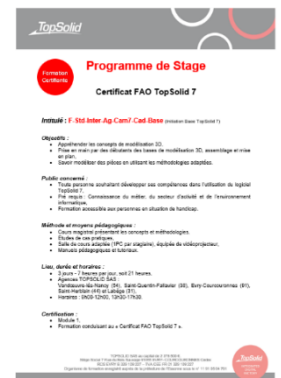 TopSolid
Formation
Certifiante
Programme de Stage
Certificat FAO TopSolid 7
Intitulé : F-Std.Inter.Ag.Cam7.Cad.Base (Initiation Base TopSolid 7)
Objectifs :
• Appréhender les concepts de modélisation 3D.
• Prise en main par des débutants des bases de modélisation 3D, assemblage et mise
en plan.
• Savoir modéliser des pièces en utilisant les méthodologies adaptées.
Public concerné :
• Toute personne souhaitant développer ses compétences dans l'utilisation du logiciel
TopSolid 7.
• Pré requis : Connaissance du métier, du secteur d'activité et de l'environnement
informatique.
• Formation accessible aux personnes en situation de handicap.
Méthode et moyens pédagogiques :
• Cours magistral présentant les concepts et méthodologies.
• Etudes de cas pratiques.
• Salle de cours adaptée (1PC par stagiaire), équipée de vidéoprojecteur.
• Manuels pédagogiques et tutoriaux.
Lieu, durée et horaires :
• 3 jours - 7 heures par jour, soit 21 heures.
• Agences TOPSOLID SAS :
Vandoeuvre-lès-Nancy (54), Saint-Quentin-Fallavier (38), Evry-Courcouronnes (91),
Saint-Herblain (44) et Labège (31).
• Horaires : 9h00-12h00, 13h30-17h30.
Certification :
• Module 1.
• Formation conduisant au « Certificat FAO TopSolid 7 ».
TopSolid